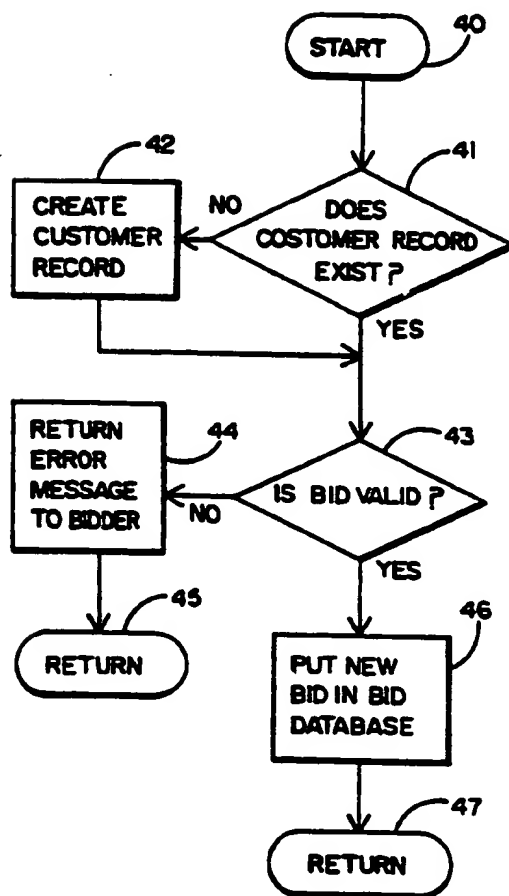 START
40
41
DOES
COSTOMER RECORD
EXIST?
NO
42
CREATE
CUSTOMER
RECORD
YES
43
IS BID VALID?
NO
44
RETURN
ERROR
MESSAGE
TO BIDDER
45
RETURN
YES
46
PUT NEW
BID IN BID
DATABASE
47
RETURN